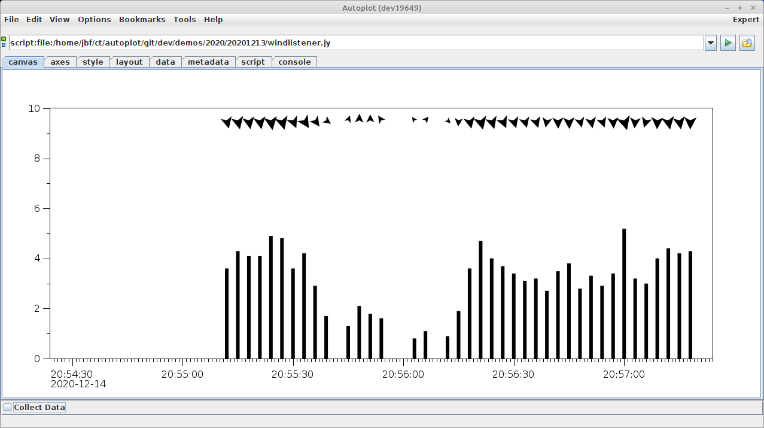 Autoplot (dev19649)
File Edit View Options Bookmarks Tools Help Expert
script:file:/home/jbf/ct/autoplot/git/dev/demos/2020/20201213/windlistener.jy
canvas axes style layout data metadata script console
10
8
6
4
2
0
20:54:30 20:55:00 20:55:30 20:56:00 20:56:30 20:57:00
2020-12-14
Collect Data